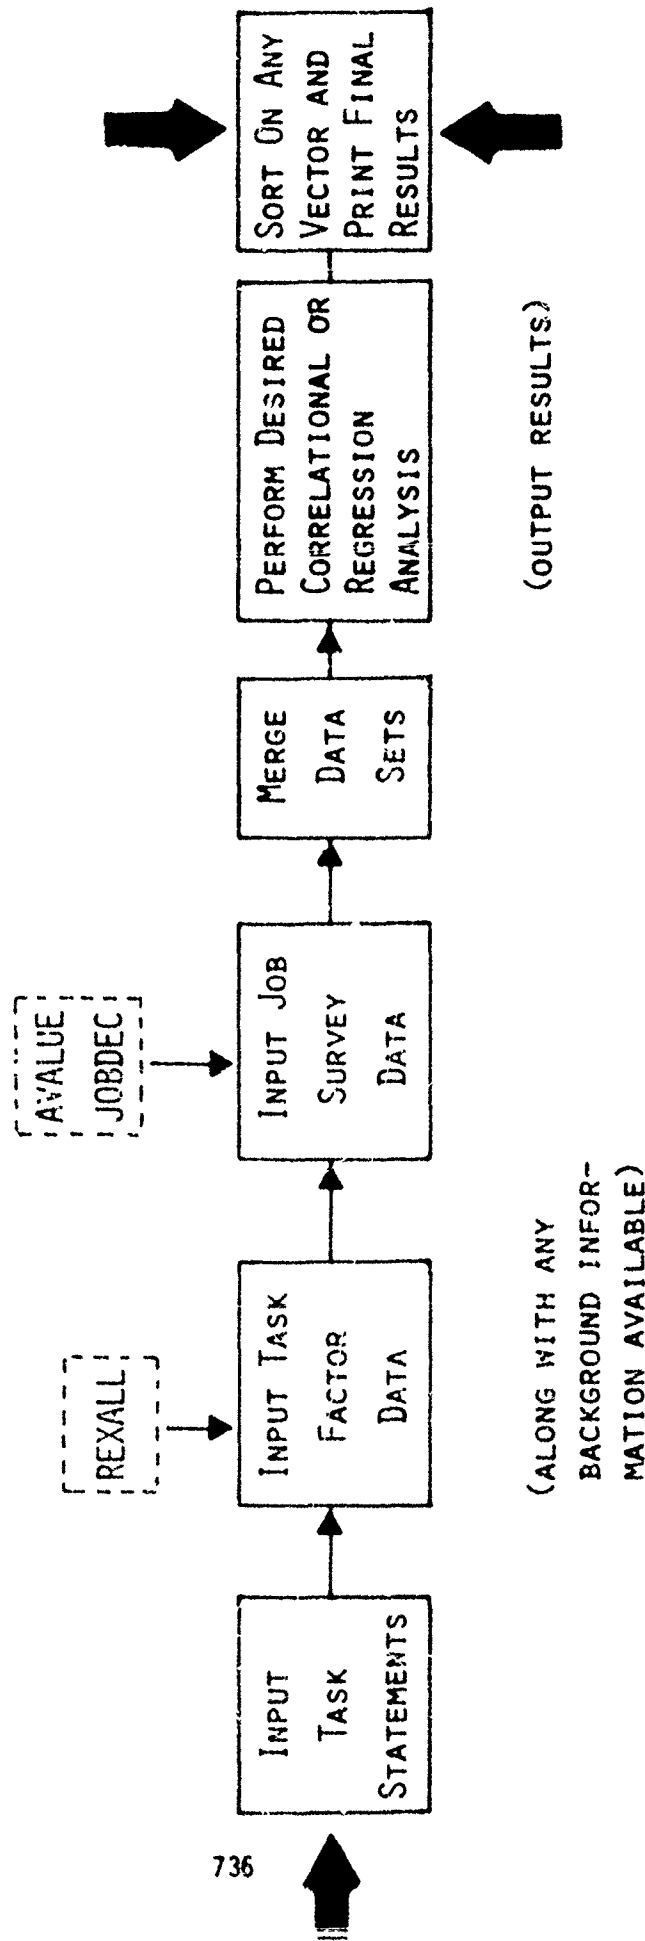 REXALL
AVALUE
JOBDEC
INPUT
TASK
STATEMENTS
INPUT TASK
FACTOR
DATA
INPUT JOB
SURVEY
DATA
MERGE
DATA
SETS
PERFORM DESIRED
CORRELATIONAL OR
REGRESSION
ANALYSIS
SORT ON ANY
VECTOR AND
PRINT FINAL
RESULTS
(ALONG WITH ANY
BACKGROUND INFOR-
MATION AVAILABLE)
(OUTPUT RESULTS)
736